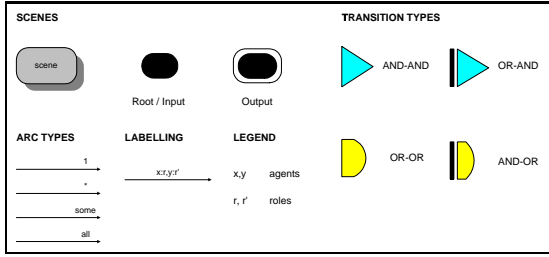 SCENES
TRANSITION TYPES
scene
AND-AND
OR-AND
Root / Input
Output
ARC TYPES
LABELLING
LEGEND
1
x:r,y:r'
x,y agents
OR-OR
AND-OR
*
r, r' roles
some
all